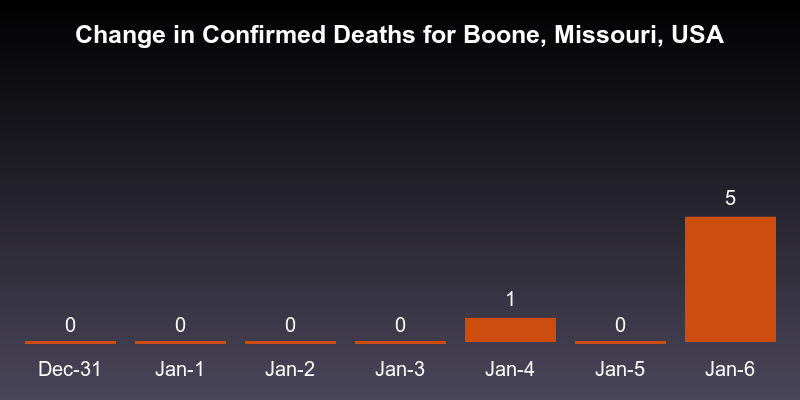 Change in Confirmed Deaths for Boone, Missouri, USA
5
1
0 0 0 0 0
Dec-31 Jan-1 Jan-2 Jan-3 Jan-4 Jan-5 Jan-6